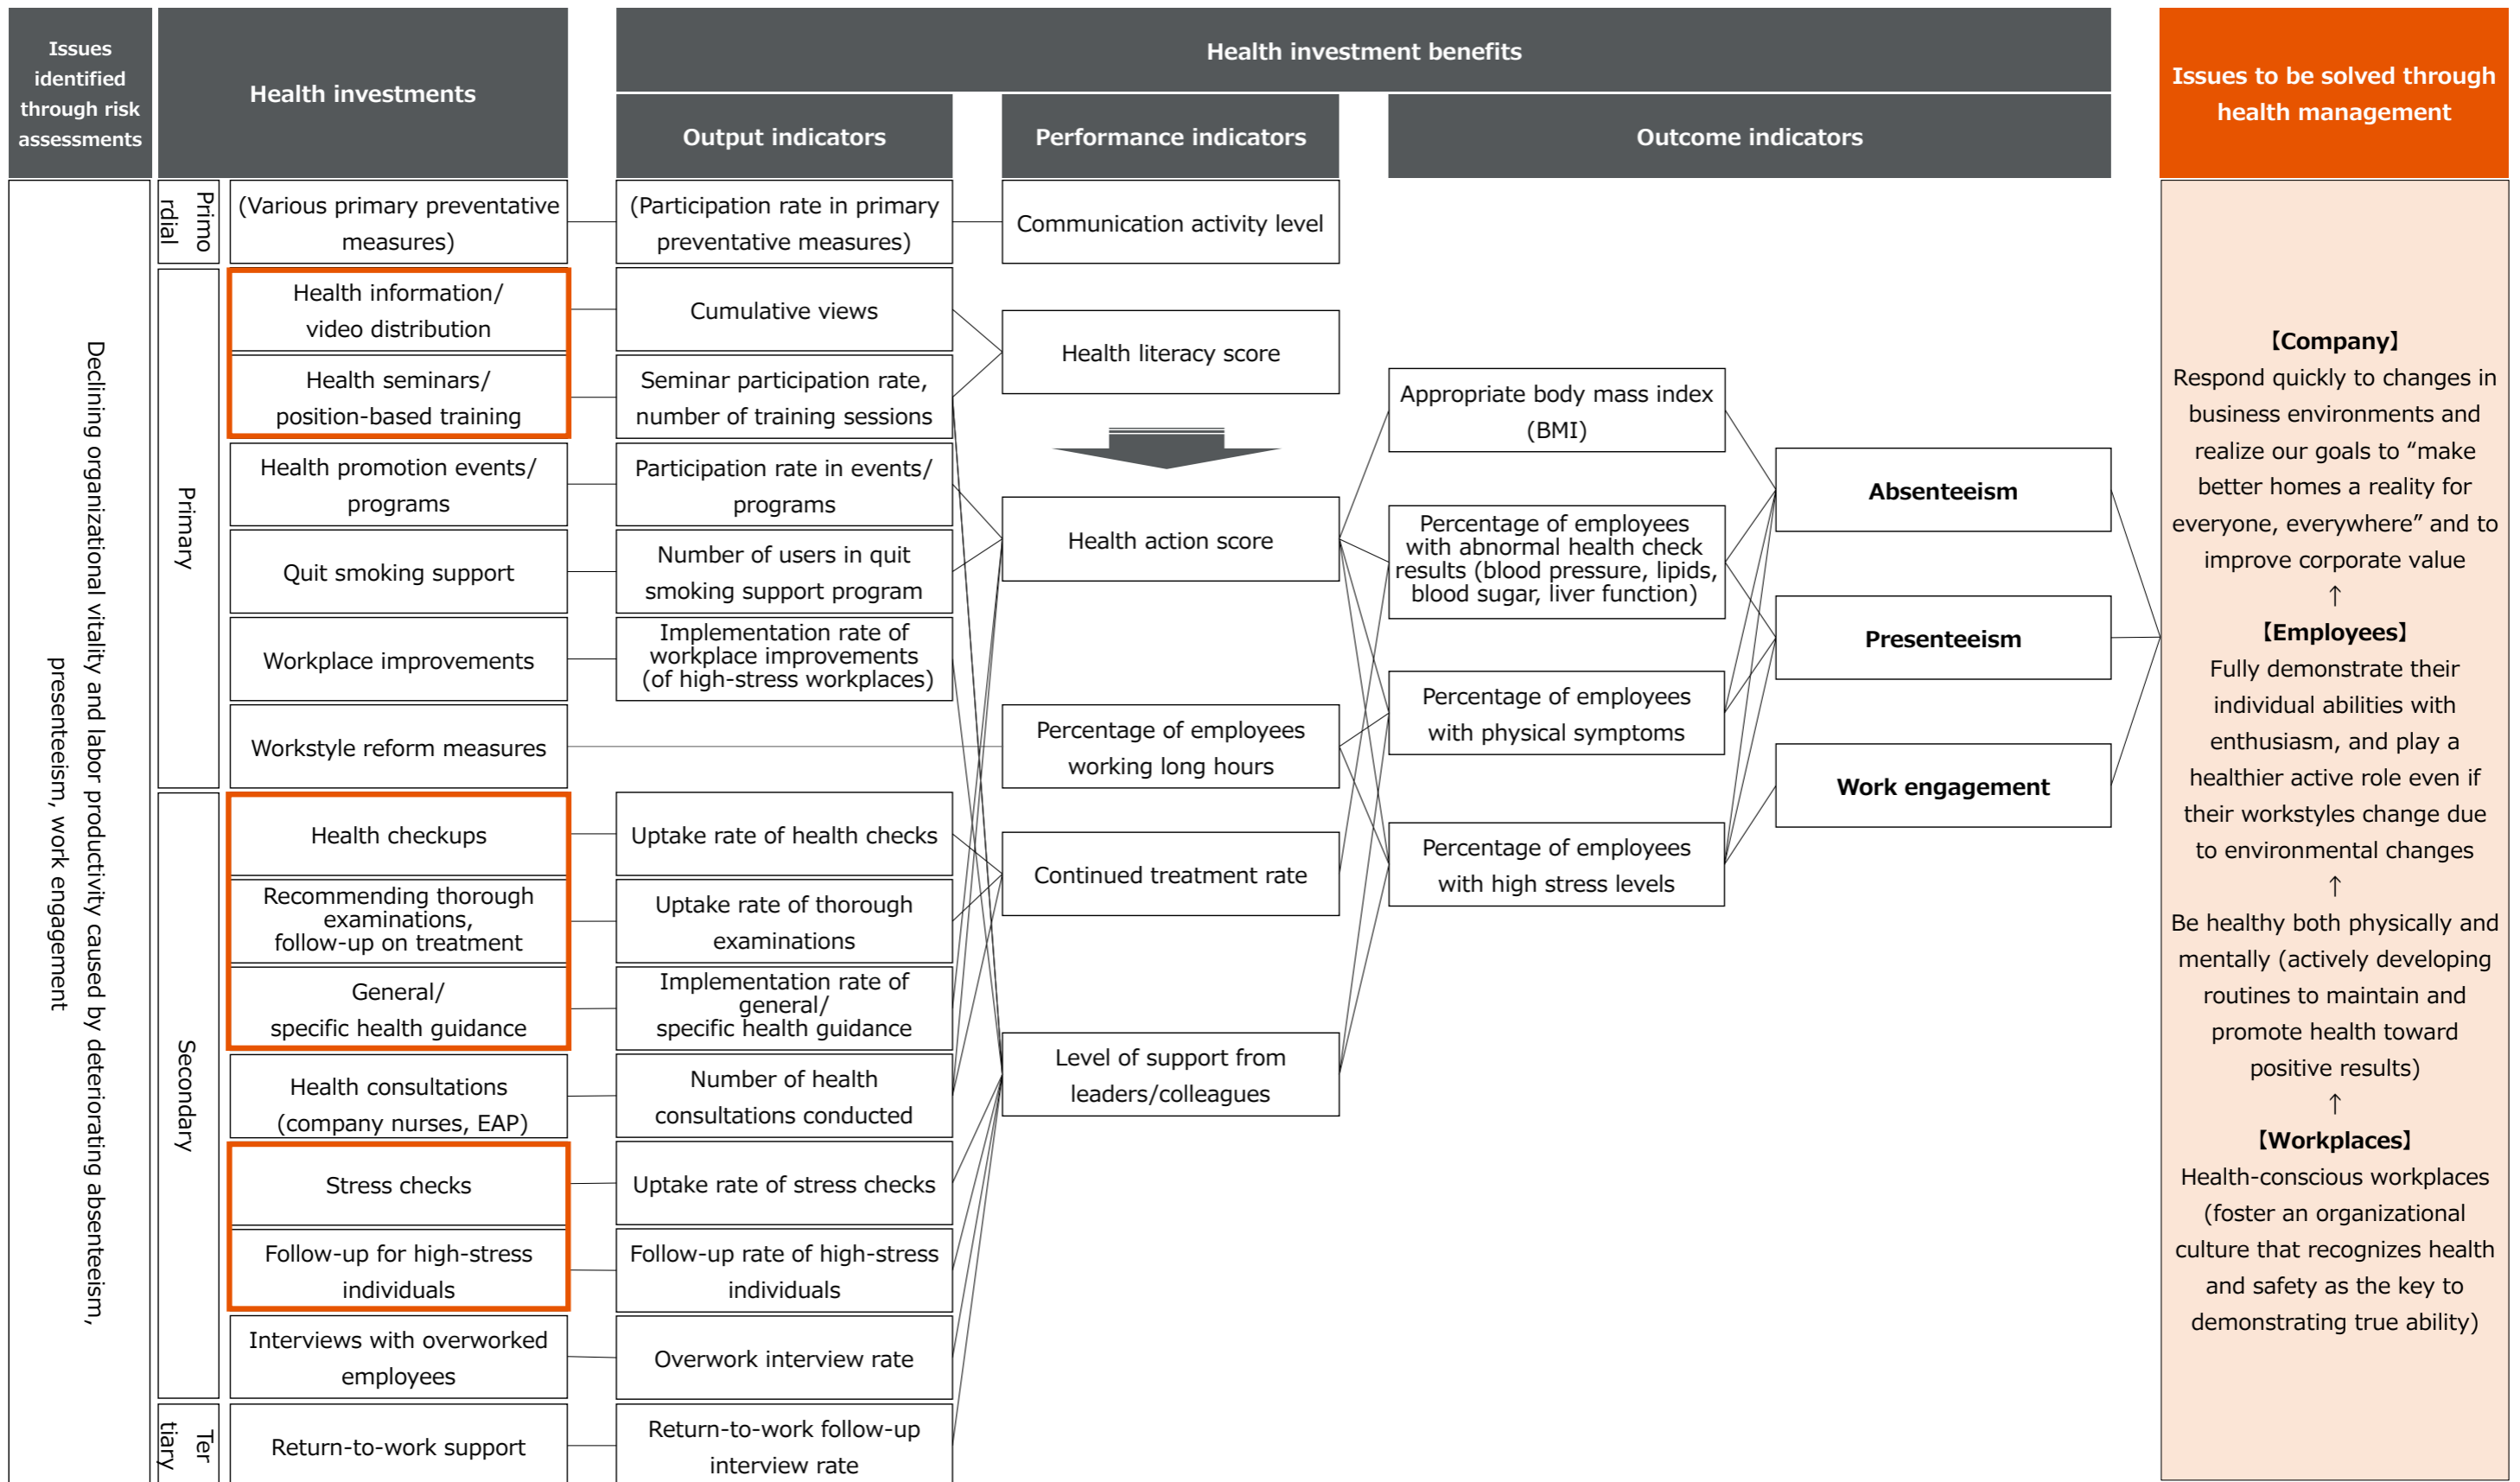 Issues
identified
through risk
assessments
Health investments
Health investment benefits
Output indicators
Performance indicators
Outcome indicators
Issues to be solved through
health management
Declining organizational vitality and labor productivity caused by deteriorating absenteeism,
presenteeism, work engagement
Primo
rdial
(Various primary preventative
measures)
(Participation rate in primary
preventative measures)
Communication activity level
Primary
Health information/
video distribution
Cumulative views
Health literacy score
Health seminars/
position-based training
Seminar participation rate,
number of training sessions
Health promotion events/
programs
Participation rate in events/
programs
Health action score
Quit smoking support
Number of users in quit
smoking support program
Workplace improvements
Implementation rate of
workplace improvements
(of high-stress workplaces)
Workstyle reform measures
Percentage of employees
working long hours
Secondary
Health checkups
Uptake rate of health checks
Continued treatment rate
Recommending thorough
examinations,
follow-up on treatment
Uptake rate of thorough
examinations
General/
specific health guidance
Implementation rate of
general/
specific health guidance
Health consultations
(company nurses, EAP)
Number of health
consultations conducted
Level of support from
leaders/colleagues
Stress checks
Uptake rate of stress checks
Follow-up for high-stress
individuals
Follow-up rate of high-stress
individuals
Interviews with overworked
employees
Overwork interview rate
Ter
tiary
Return-to-work support
Return-to-work follow-up
interview rate
Appropriate body mass index
(BMI)
Percentage of employees
with abnormal health check
results (blood pressure, lipids,
blood sugar, liver function)
Percentage of employees
with physical symptoms
Percentage of employees
with high stress levels
Absenteeism
Presenteeism
Work engagement
【Company】
Respond quickly to changes in
business environments and
realize our goals to “make
better homes a reality for
everyone, everywhere” and to
improve corporate value
↑
【Employees】
Fully demonstrate their
individual abilities with
enthusiasm, and play a
healthier active role even if
their workstyles change due
to environmental changes
↑
Be healthy both physically and
mentally (actively developing
routines to maintain and
promote health toward
positive results)
↑
【Workplaces】
Health-conscious workplaces
(foster an organizational
culture that recognizes health
and safety as the key to
demonstrating true ability)